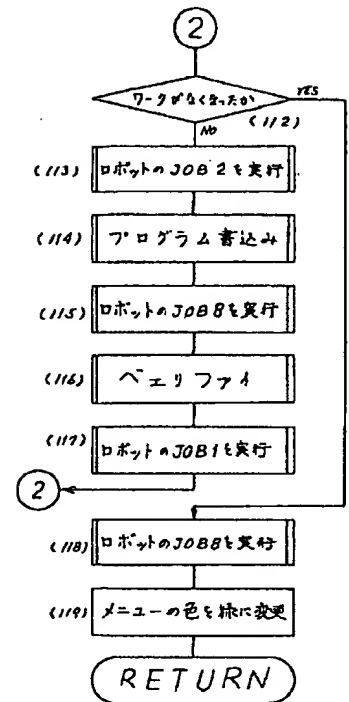 2
ワークがなくなったか
YES
(112)
NO
(113) ロボットのJOB2を実行
(114) プログラム書込み
(115) ロボットのJOB8を実行
(116) ベェリファイ
(117) ロボットのJOB1を実行
2
(118) ロボットのJOB8を実行
(119) メニューの色を緑に変更
RETURN